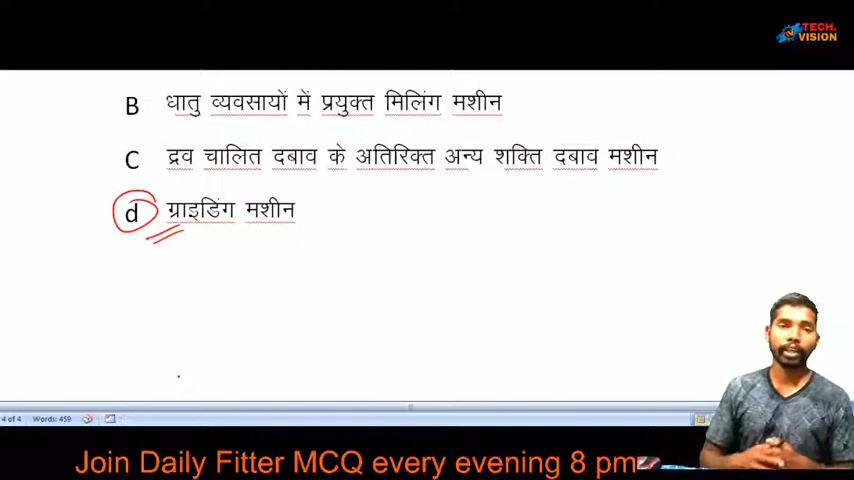 TECH.
VISION
B धातु व्यवसायों में प्रयुक्त मिलिंग मशीन
C द्रव चालित दबाव के अतिरिक्त अन्य शक्ति दबाव मशीन
d ग्राइडिंग मशीन
4 of 4 Words: 459
Join Daily Fitter MCQ every evening 8 pm